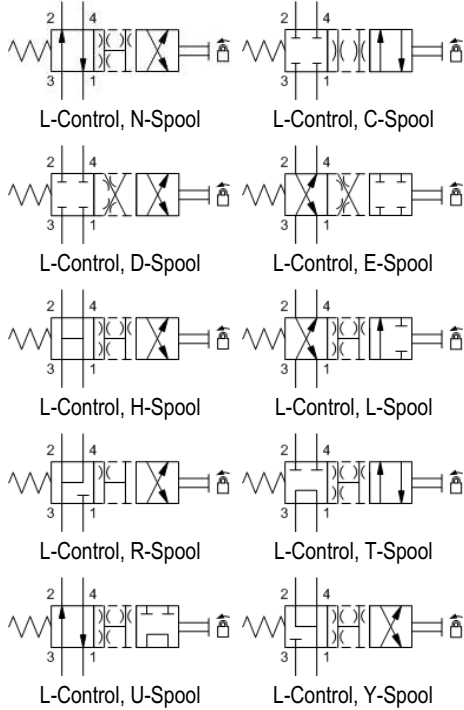 2 4 2 4
3 1 3 1
L-Control, N-Spool L-Control, C-Spool
2 4 2 4
3 1 3 1
L-Control, D-Spool L-Control, E-Spool
2 4 2 4
3 1 3 1
L-Control, H-Spool L-Control, L-Spool
2 4 2 4
3 1 3 1
L-Control, R-Spool L-Control, T-Spool
2 4 2 4
3 1 3 1
L-Control, U-Spool L-Control, Y-Spool